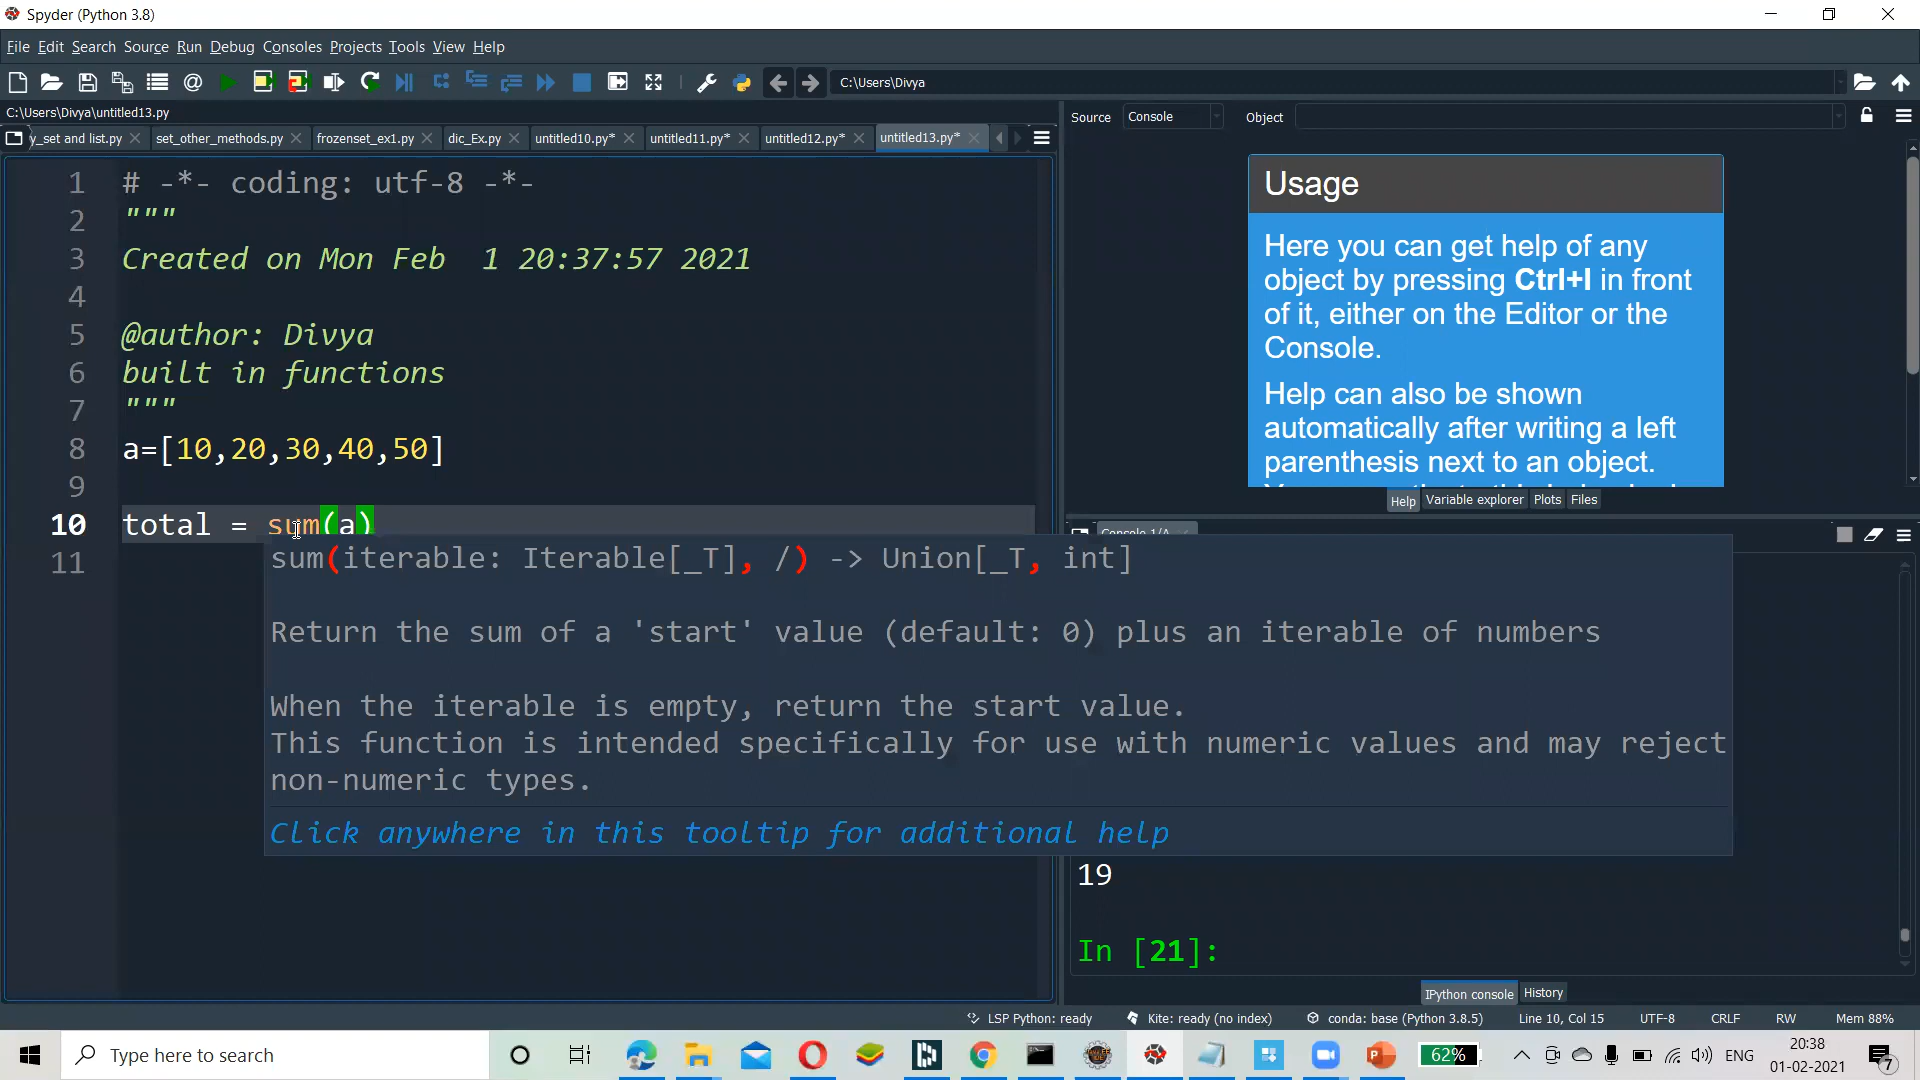 Spyder (Python 3.8)
File Edit Search Source Run Debug Consoles Projects Tools View Help
C:\Users\Divya
C:\Users\Divya\untitled13.py
y_set and list.py set_other_methods.py frozenset_ex1.py dic_Ex.py untitled10.py* untitled11.py* untitled12.py* untitled13.py*
Source Console Object
1 # -*- coding: utf-8 -*-
2 """
3 Created on Mon Feb  1 20:37:57 2021
4
5 @author: Divya
6 built in functions
7 """
8 a=[10,20,30,40,50]
9
10 total = sum(a)
11
sum(iterable: Iterable[_T], /) -> Union[_T, int]
Return the sum of a 'start' value (default: 0) plus an iterable of numbers
When the iterable is empty, return the start value.
This function is intended specifically for use with numeric values and may reject
non-numeric types.
Click anywhere in this tooltip for additional help
Usage
Here you can get help of any
object by pressing Ctrl+I in front
of it, either on the Editor or the
Console.
Help can also be shown
automatically after writing a left
parenthesis next to an object.
Help Variable explorer Plots Files
Console 1/A
19
In [21]:
IPython console History
LSP Python: ready Kite: ready (no index) conda: base (Python 3.8.5) Line 10, Col 15 UTF-8 CRLF RW Mem 88%
Type here to search
62%
ENG
20:38
01-02-2021
7